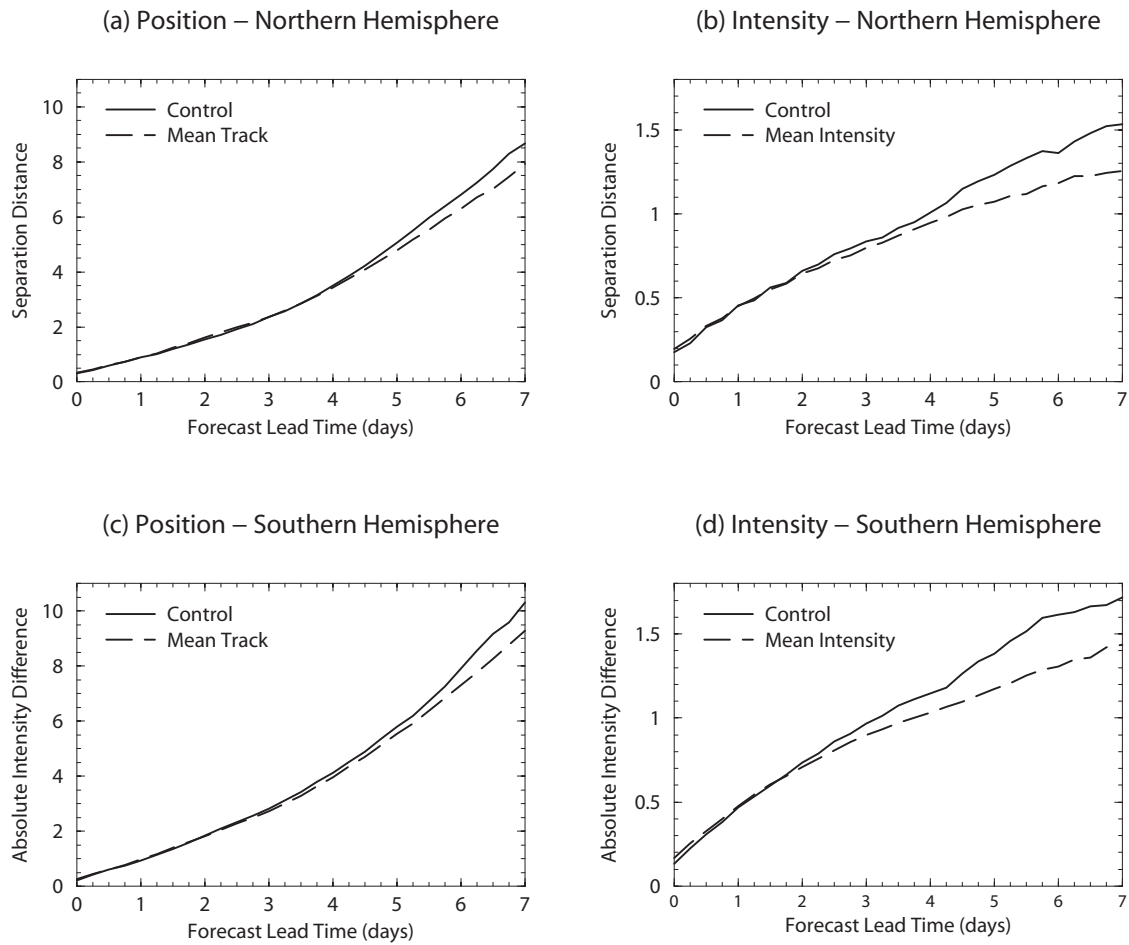 (a) Position – Northern Hemisphere
Separation Distance
10
8
6
4
2
0
Control
Mean Track
0 1 2 3 4 5 6 7
Forecast Lead Time (days)
(b) Intensity – Northern Hemisphere
Separation Distance
1.5
1
0.5
0
Control
Mean Intensity
0 1 2 3 4 5 6 7
Forecast Lead Time (days)
(c) Position – Southern Hemisphere
Absolute Intensity Difference
10
8
6
4
2
0
Control
Mean Track
0 1 2 3 4 5 6 7
Forecast Lead Time (days)
(d) Intensity – Southern Hemisphere
Absolute Intensity Difference
1.5
1
0.5
0
Control
Mean Intensity
0 1 2 3 4 5 6 7
Forecast Lead Time (days)